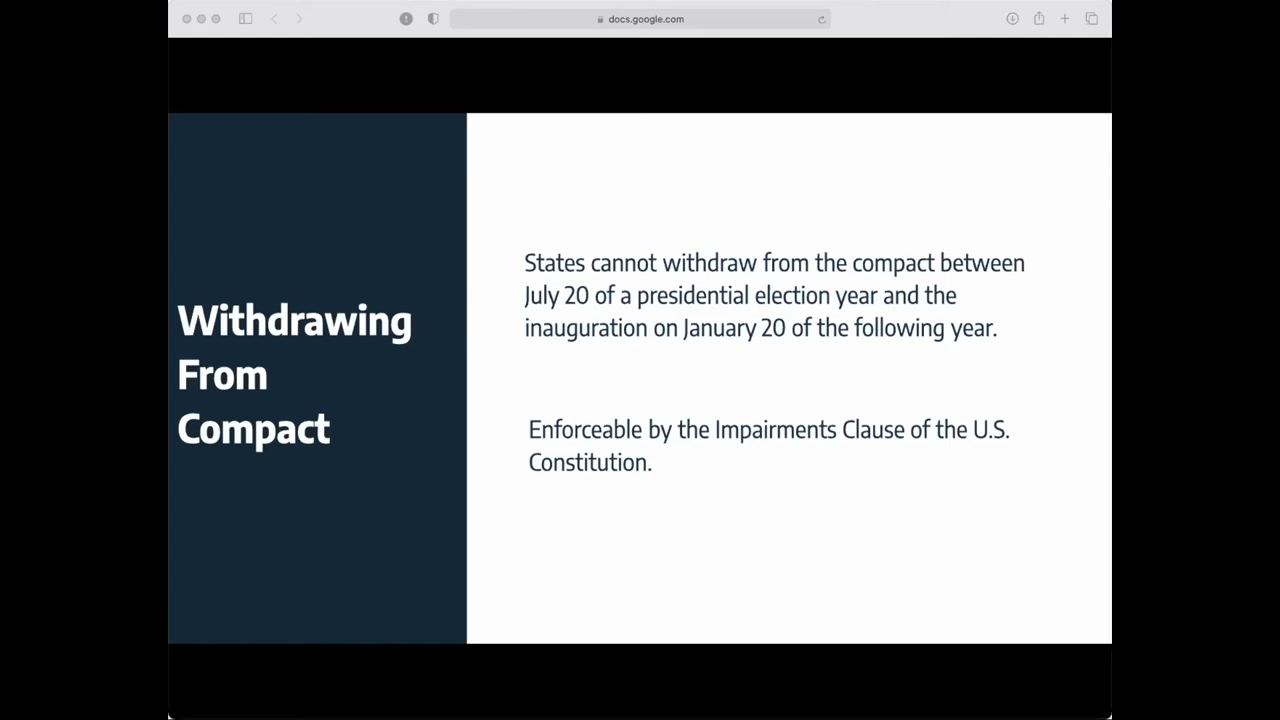 docs.google.com
Withdrawing
From
Compact
States cannot withdraw from the compact between
July 20 of a presidential election year and the
inauguration on January 20 of the following year.
Enforceable by the Impairments Clause of the U.S.
Constitution.